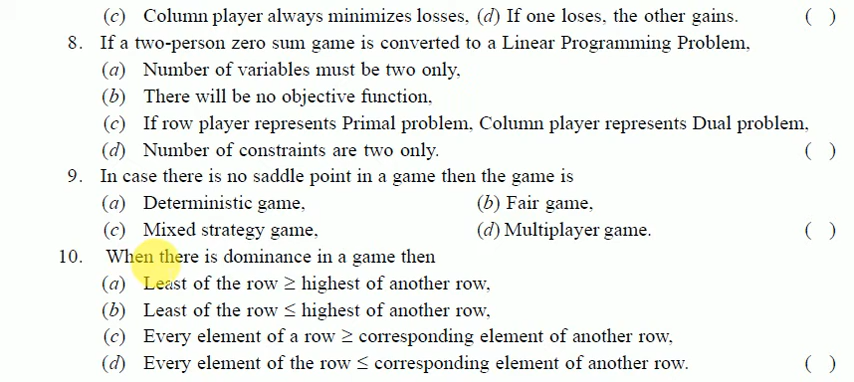 (c) Column player always minimizes losses, (d) If one loses, the other gains. ( )
8. If a two-person zero sum game is converted to a Linear Programming Problem,
(a) Number of variables must be two only,
(b) There will be no objective function,
(c) If row player represents Primal problem, Column player represents Dual problem,
(d) Number of constraints are two only. ( )
9. In case there is no saddle point in a game then the game is
(a) Deterministic game, (b) Fair game,
(c) Mixed strategy game, (d) Multiplayer game. ( )
10. When there is dominance in a game then
(a) Least of the row ≥ highest of another row,
(b) Least of the row ≤ highest of another row,
(c) Every element of a row ≥ corresponding element of another row,
(d) Every element of the row ≤ corresponding element of another row. ( )